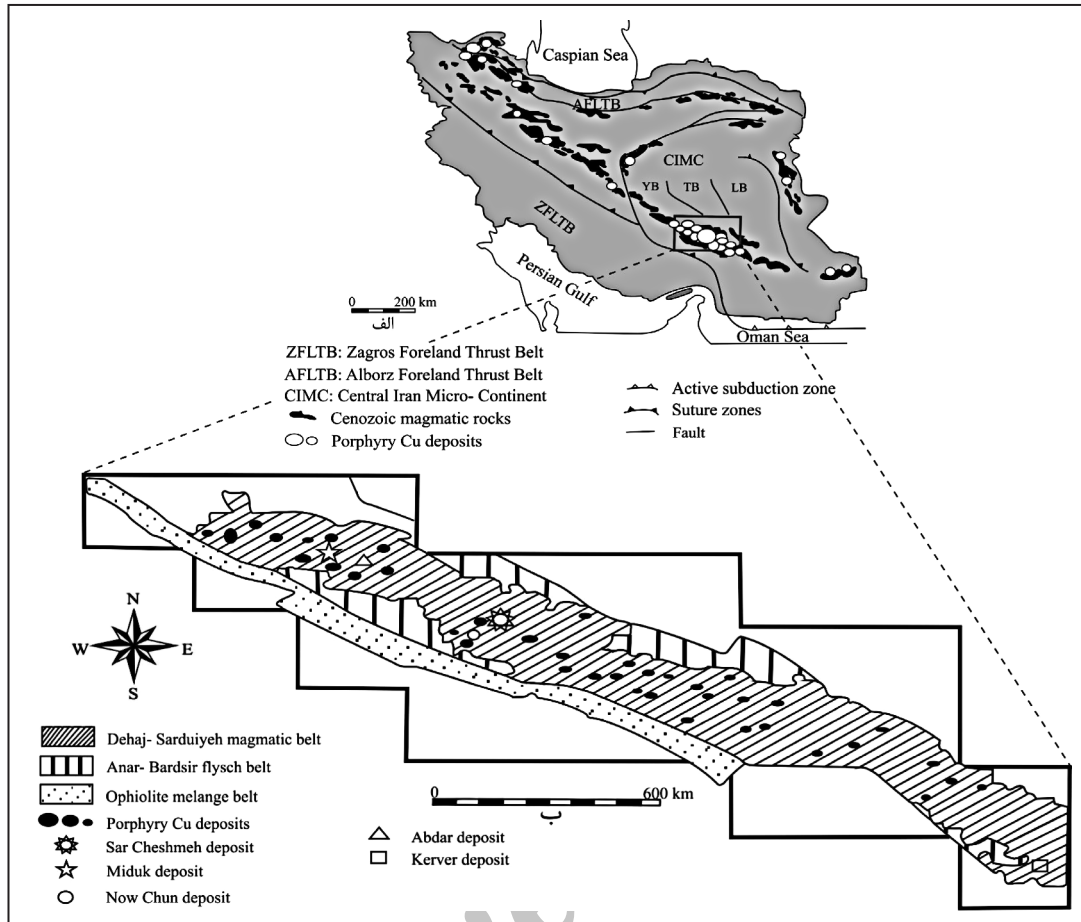 Caspian Sea
AFLTB
CIMC
YB
TB
LB
ZFLTB
Persian Gulf
Oman Sea
0 200 km
الف
ZFLTB: Zagros Foreland Thrust Belt
AFLTB: Alborz Foreland Thrust Belt
CIMC: Central Iran Micro- Continent
Cenozoic magmatic rocks
Porphyry Cu deposits
Active subduction zone
Suture zones
Fault
N
W
E
S
Dehaj- Sarduiyeh magmatic belt
Anar- Bardsir flysch belt
Ophiolite melange belt
Porphyry Cu deposits
Sar Cheshmeh deposit
Miduk deposit
Now Chun deposit
0 600 km
ب
Abdar deposit
Kerver deposit